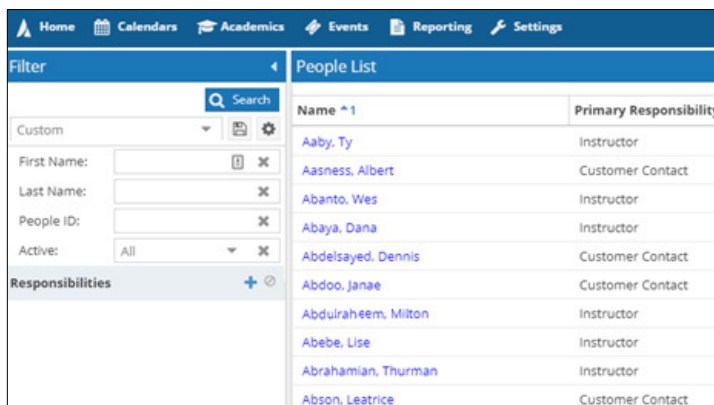 Home Calendars Academics Events Reporting Settings
Filter
Search
Custom
First Name:
Last Name:
People ID:
Active: All
Responsibilities
People List
Name 1 Primary Responsibility
Aaby, Ty Instructor
Aasness, Albert Customer Contact
Abanto, Wes Instructor
Abaya, Dana Instructor
Abdelsayed, Dennis Customer Contact
Abdoo, Janae Customer Contact
Abdulraheem, Milton Instructor
Abebe, Lise Instructor
Abrahamian, Thurman Instructor
Abson, Leatrice Customer Contact